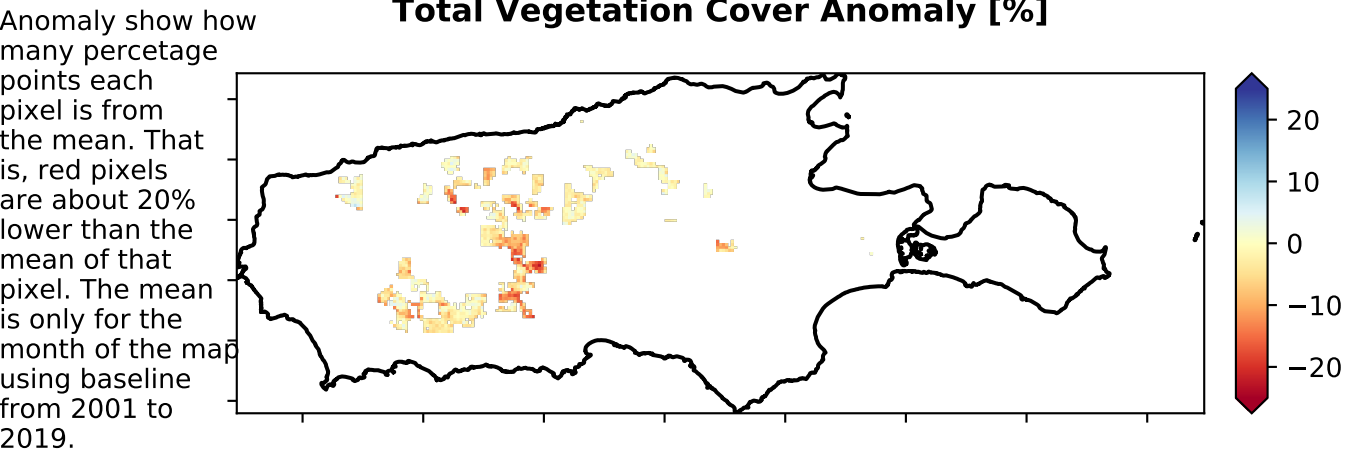 Total Vegetation Cover Anomaly [%]
Anomaly show how
many percetage
points each
pixel is from
the mean. That
is, red pixels
are about 20%
lower than the
mean of that
pixel. The mean
is only for the
month of the map
using baseline
from 2001 to
2019.
20
10
0
−10
−20